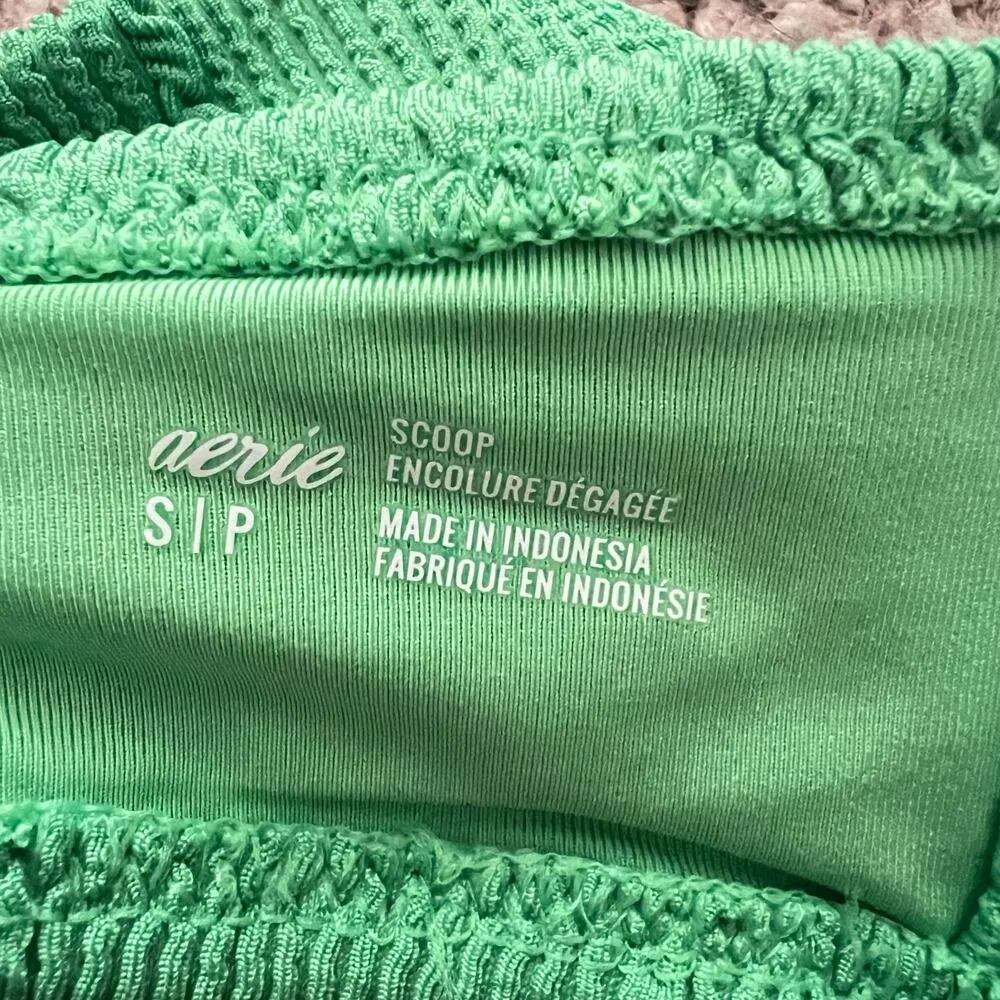 aerie
S|P
SCOOP
ENCOLURE DÉGAGÉE
MADE IN INDONESIA
FABRIQUÉ EN INDONÉSIE